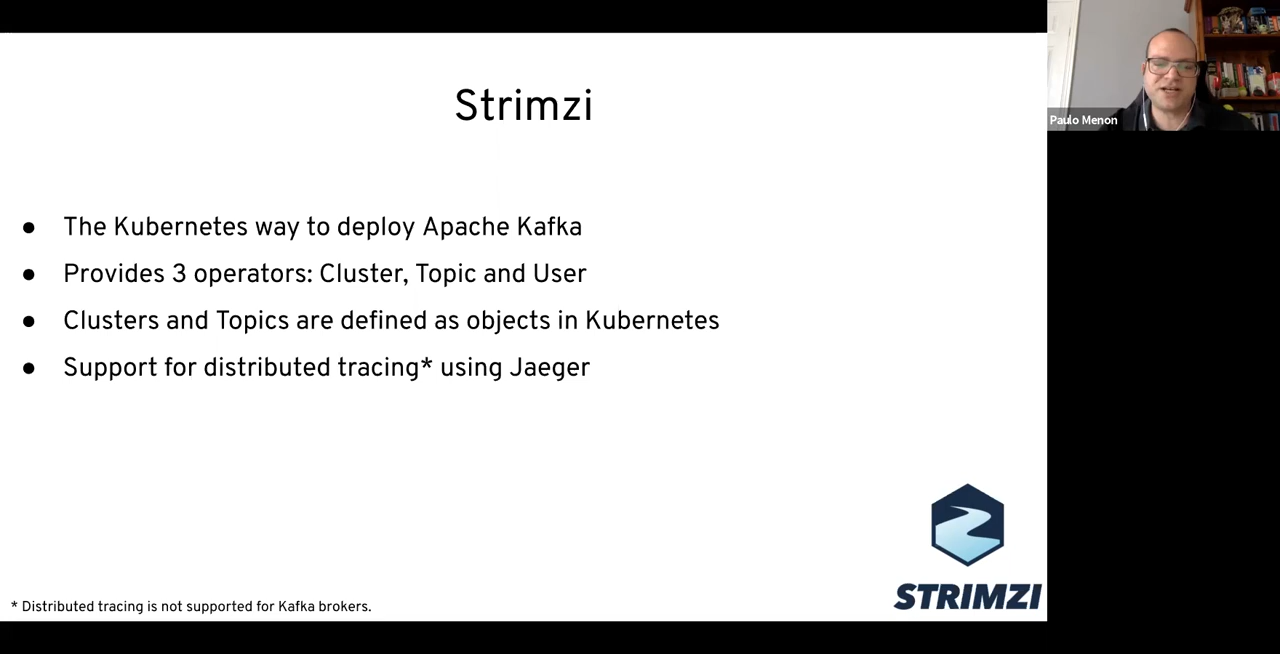 Strimzi
● The Kubernetes way to deploy Apache Kafka
● Provides 3 operators: Cluster, Topic and User
● Clusters and Topics are defined as objects in Kubernetes
● Support for distributed tracing* using Jaeger
STRIMZI
* Distributed tracing is not supported for Kafka brokers.
Paulo Menon